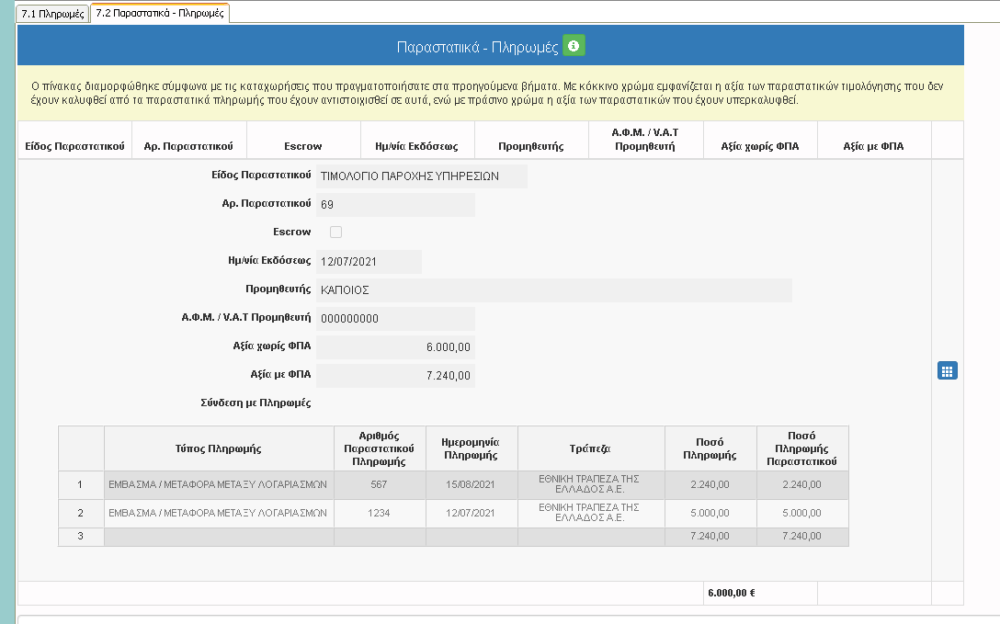 7.1 Πληρωμές
7.2 Παραστατικά - Πληρωμές
Παραστατιικά - Πληρωμές
Ο πίνακας διαμορφώθηκε σύμφωνα με τις καταχωρήσεις που πραγματοποιήσατε στα προηγούμενα βήματα. Με κόκκινο χρώμα εμφανίζεται η αξία των παραστατικών τιμολόγησης που δεν
έχουν καλυφθεί από τα παραστατικά πληρωμής που έχουν αντιστοιχισθεί σε αυτά, ενώ με πράσινο χρώμα η αξία των παραστατικών που έχουν υπερκαλυφθεί.
Είδος Παραστατικού
Αρ. Παραστατικού
Escrow
Ημ/νία Εκδόσεως
Προμηθευτής
Α.Φ.Μ. / V.A.T
Προμηθευτή
Αξία χωρίς ΦΠΑ
Αξία με ΦΠΑ
Είδος Παραστατικού ΤΙΜΟΛΟΓΙΟ ΠΑΡΟΧΗΣ ΥΠΗΡΕΣΙΩΝ
Αρ. Παραστατικού 69
Escrow
Ημ/νία Εκδόσεως 12/07/2021
Προμηθευτής ΚΑΠΟΙΟΣ
Α.Φ.Μ. / V.A.T Προμηθευτή 000000000
Αξία χωρίς ΦΠΑ 6.000,00
Αξία με ΦΠΑ 7.240,00
Σύνδεση με Πληρωμές
Τύπος Πληρωμής
Αριθμός
Παραστατικού
Πληρωμής
Ημερομηνία
Πληρωμής
Τράπεζα
Ποσό
Πληρωμής
Ποσό
Πληρωμής
Παραστατικού
1 ΕΜΒΑΣΜΑ / ΜΕΤΑΦΟΡΑ ΜΕΤΑΞΥ ΛΟΓΑΡΙΑΣΜΩΝ 567 15/08/2021 ΕΘΝΙΚΗ ΤΡΑΠΕΖΑ ΤΗΣ
ΕΛΛΑΔΟΣ Α.Ε. 2.240,00 2.240,00
2 ΕΜΒΑΣΜΑ / ΜΕΤΑΦΟΡΑ ΜΕΤΑΞΥ ΛΟΓΑΡΙΑΣΜΩΝ 1234 12/07/2021 ΕΘΝΙΚΗ ΤΡΑΠΕΖΑ ΤΗΣ
ΕΛΛΑΔΟΣ Α.Ε. 5.000,00 5.000,00
3 7.240,00 7.240,00
6.000,00 €